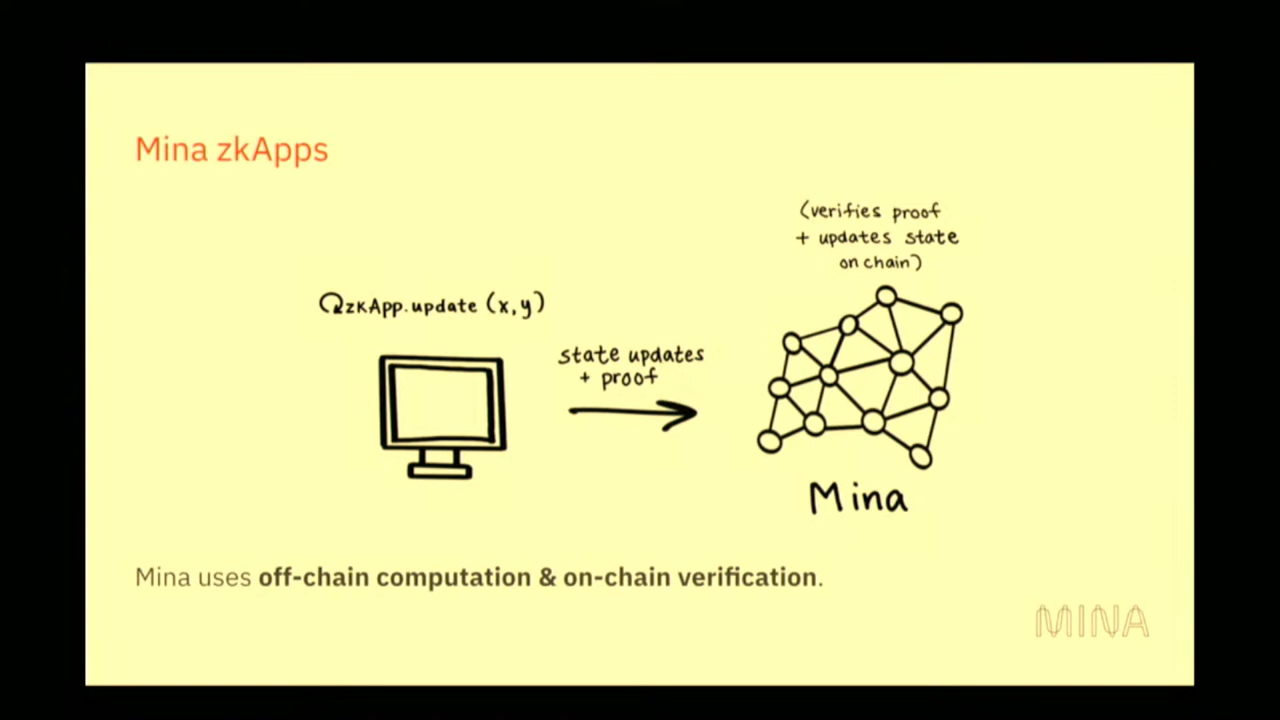 Mina zkApps
(verifies proof
+ updates state
on chain)
zkApp.update (x,y)
state updates
+ proof
Mina
Mina uses off-chain computation & on-chain verification.
MINA